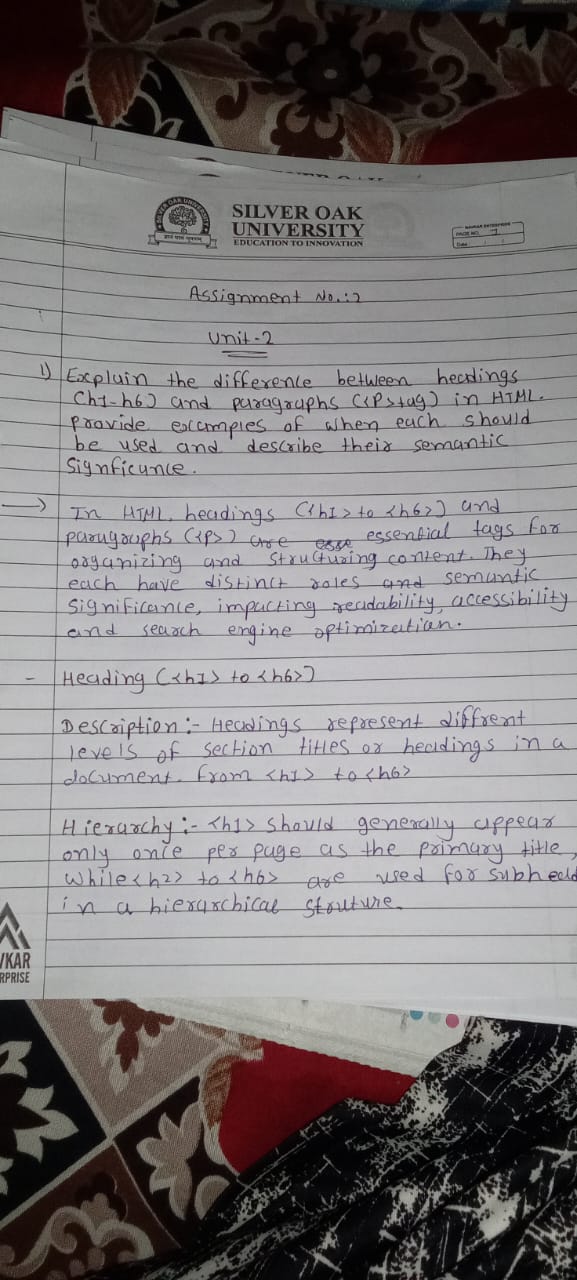 SILVER OAK
UNIVERSITY
EDUCATION TO INNOVATION
SILVER OAK UNIVERSITY
PAGE NO.
Date :
Assignment No.:2
Unit-2
1) Explain the difference between headings
(h1-h6) and paragraphs (<P>tag) in HTML.
Provide examples of when each should
be used and describe their semantic
Signficance.
→ In HTML, headings (<h1> to <h6>) and
paragraphs (<P>) are essential tags for
organizing and structuring content. They
each have distinct roles and semantic
Significance, impacting readability, accessibility
and search engine optimization.
- Heading (<h1> to <h6>)
Description:- Headings represent diffrent
levels of section titles or headings in a
document. from <h1> to <h6>
Hierarchy:- <h1> should generally appear
only once per page as the primary title,
while <h2> to <h6> are used for subhead
in a hierarchical strouture.
VKAR
RPRISE